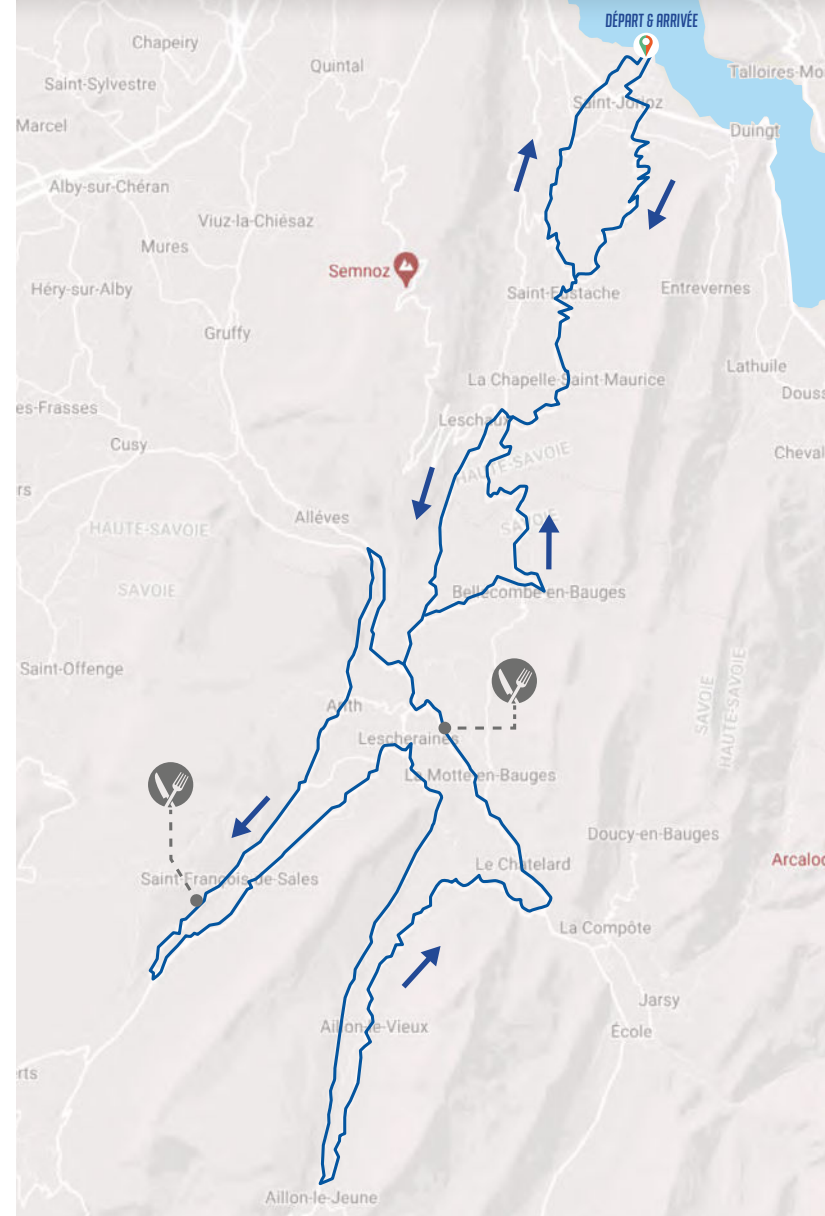 DÉPART & ARRIVÉE
Chapeiry
Quintal
Talloires-Mo
Saint-Sylvestre
Saint-Jorioz
Marcel
Duingt
Alby-sur-Chéran
Viuz-la-Chiésaz
Mures
Semnoz
Héry-sur-Alby
Saint-Eustache
Entrevernes
Gruffy
Lathuile
La Chapelle-Saint-Maurice
Douss
es-Frasses
Leschaux
Cusy
Cheval
HAUTE-SAVOIE
rs
Alléves
SAVOIE
HAUTE-SAVOIE
SAVOIE
Bellecombe-en-Bauges
Saint-Offenge
SAVOIE
HAUTE-SAVOIE
Arith
Lescheraines
La Motte-en-Bauges
Doucy-en-Bauges
Arcaloc
Le Châtelard
Saint-François-de-Sales
La Compôte
Jarsy
Aillon-le-Vieux
École
rts
Aillon-le-Jeune